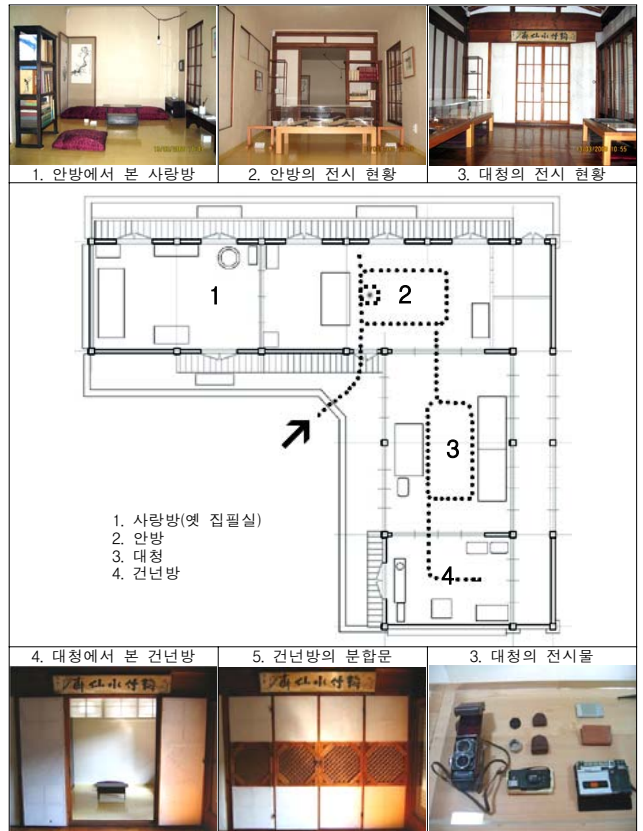 1. 안방에서 본 사랑방
2. 안방의 전시 현황
3. 대청의 전시 현황
1
2
3
4
1. 사랑방(옛 집필실)
2. 안방
3. 대청
4. 건넌방
4. 대청에서 본 건넌방
5. 건넌방의 분합문
3. 대청의 전시물